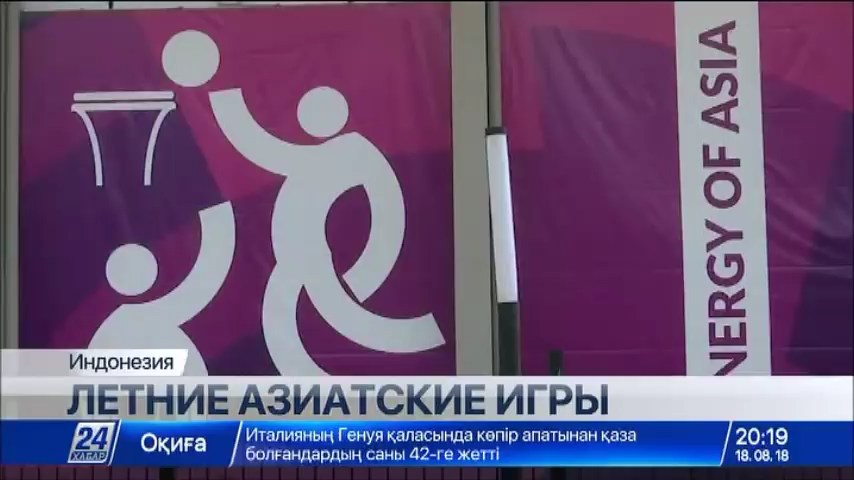 NERGY OF ASIA
Индонезия
ЛЕТНИЕ АЗИАТСКИЕ ИГРЫ
24
ХАБАР
Оқиға
Италияның Генуя қаласында көпір апатынан қаза
болғандардың саны 42-ге жетті
20:19
18.08.18